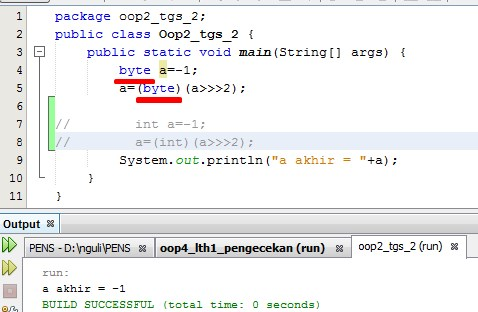 1 package oop2_tgs_2;
2 public class Oop2_tgs_2 {
3 public static void main(String[] args) {
4 byte a=-1;
5 a=(byte)(a>>>2);
6
7 // int a=-1;
8 // a=(int)(a>>>2);
9 System.out.println("a akhir = "+a);
10 }
11 }
Output
PENS - D:\nguli\PENS oop4_lth1_pengecekan (run) oop2_tgs_2 (run)
run:
a akhir = -1
BUILD SUCCESSFUL (total time: 0 seconds)